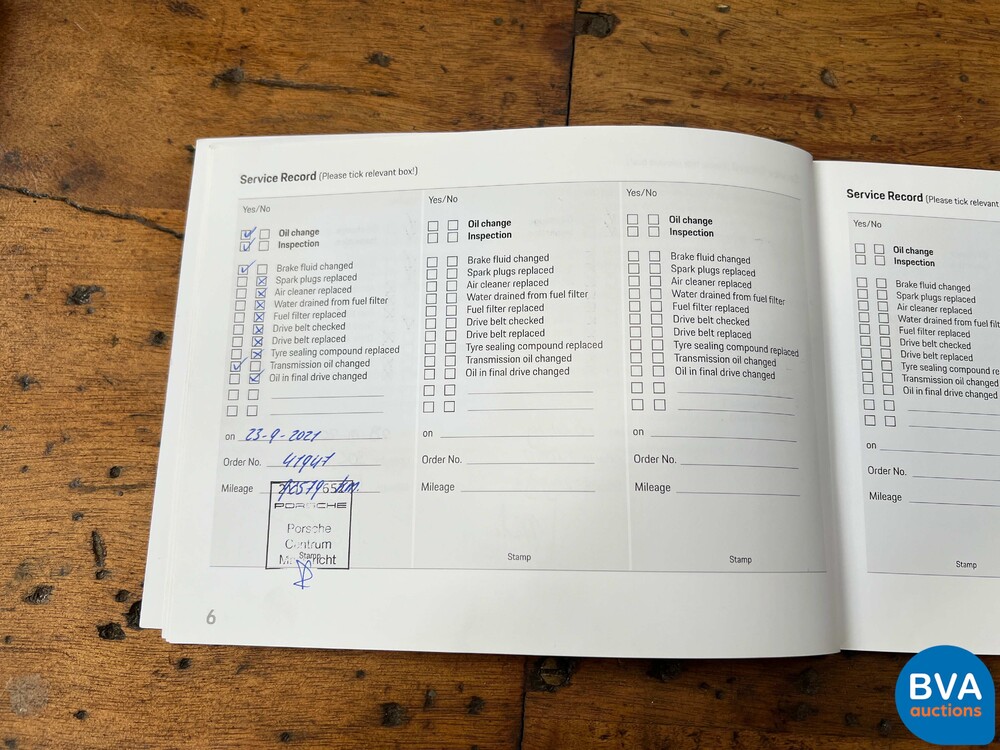 Service Record (Please tick relevant box!)
Yes/No
Oil change
Inspection
Brake fluid changed
Spark plugs replaced
Air cleaner replaced
Water drained from fuel filter
Fuel filter replaced
Drive belt checked
Drive belt replaced
Tyre sealing compound replaced
Transmission oil changed
Oil in final drive changed
on 23-9-2021
Order No. 41947
Mileage km.
PORSCHE
Porsche
Centrum
Maastricht
Stamp
Yes/No
Oil change
Inspection
Brake fluid changed
Spark plugs replaced
Air cleaner replaced
Water drained from fuel filter
Fuel filter replaced
Drive belt checked
Drive belt replaced
Tyre sealing compound replaced
Transmission oil changed
Oil in final drive changed
on
Order No.
Mileage
Stamp
Yes/No
Oil change
Inspection
Brake fluid changed
Spark plugs replaced
Air cleaner replaced
Water drained from fuel filter
Fuel filter replaced
Drive belt checked
Drive belt replaced
Tyre sealing compound replaced
Transmission oil changed
Oil in final drive changed
on
Order No.
Mileage
Stamp
6
Service Record (Please tick relevant
Yes/No
Oil change
Inspection
Brake fluid changed
Spark plugs replaced
Air cleaner replaced
Water drained from fuel filt
Fuel filter replaced
Drive belt checked
Drive belt replaced
Tyre sealing compound re
Transmission oil changed
Oil in final drive changed
on
Order No.
Mileage
Stamp
BVA
auctions